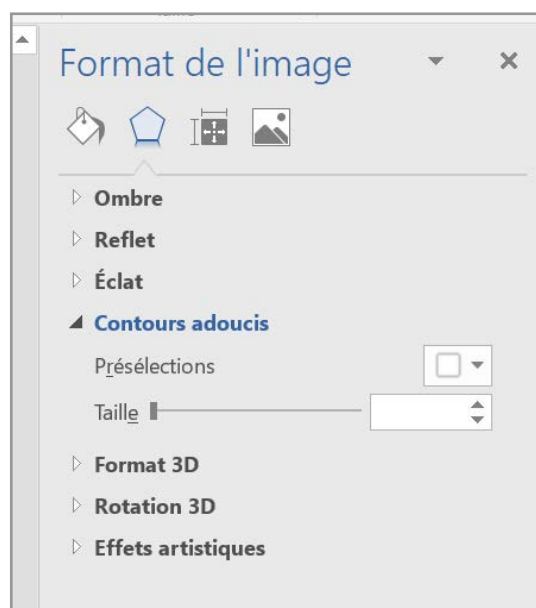 Format de l'image
Ombre
Reflet
Éclat
Contours adoucis
Présélections
Taille
Format 3D
Rotation 3D
Effets artistiques